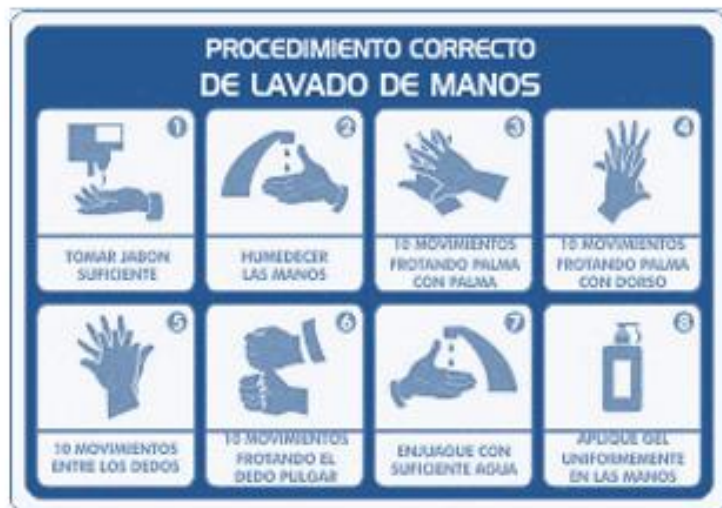 PROCEDIMIENTO CORRECTO
DE LAVADO DE MANOS
1
TOMAR JABON
SUFICIENTE
2
HUMEDECER
LAS MANOS
3
10 MOVIMIENTOS
FROTANDO PALMA
CON PALMA
4
10 MOVIMIENTOS
FROTANDO PALMA
CON DORSO
5
10 MOVIMIENTOS
ENTRE LOS DEDOS
6
10 MOVIMIENTOS
FROTANDO EL
DEDO PULGAR
7
ENJUAGUE CON
SUFICIENTE AGUA
8
APLIQUE GEL
UNIFORMEMENTE
EN LAS MANOS